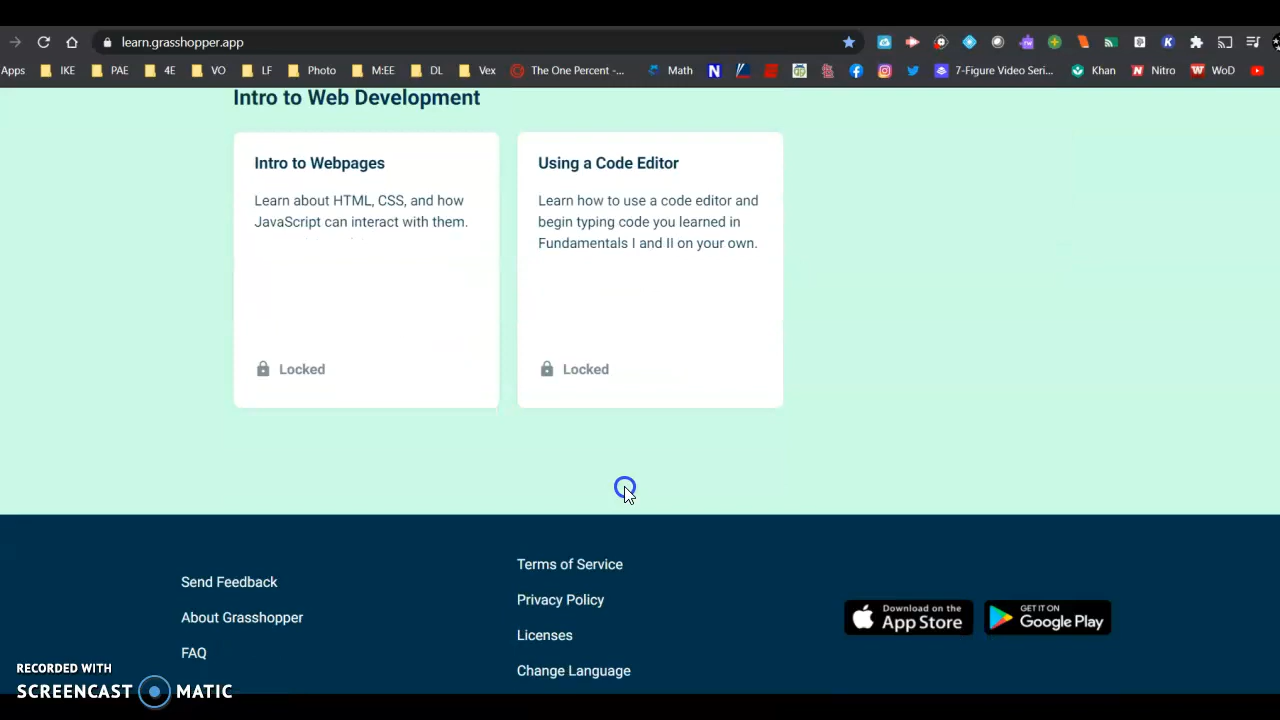 learn.grasshopper.app
Apps IKE PAE 4E VO LF Photo M:EE DL Vex The One Percent -... Math Khan Nitro WoD 7-Figure Video Seri...
Intro to Web Development
Intro to Webpages
Learn about HTML, CSS, and how
JavaScript can interact with them.
Locked
Using a Code Editor
Learn how to use a code editor and
begin typing code you learned in
Fundamentals I and II on your own.
Locked
Send Feedback
About Grasshopper
FAQ
Terms of Service
Privacy Policy
Licenses
Change Language
Download on the
App Store
GET IT ON
Google Play
RECORDED WITH
SCREENCAST MATIC